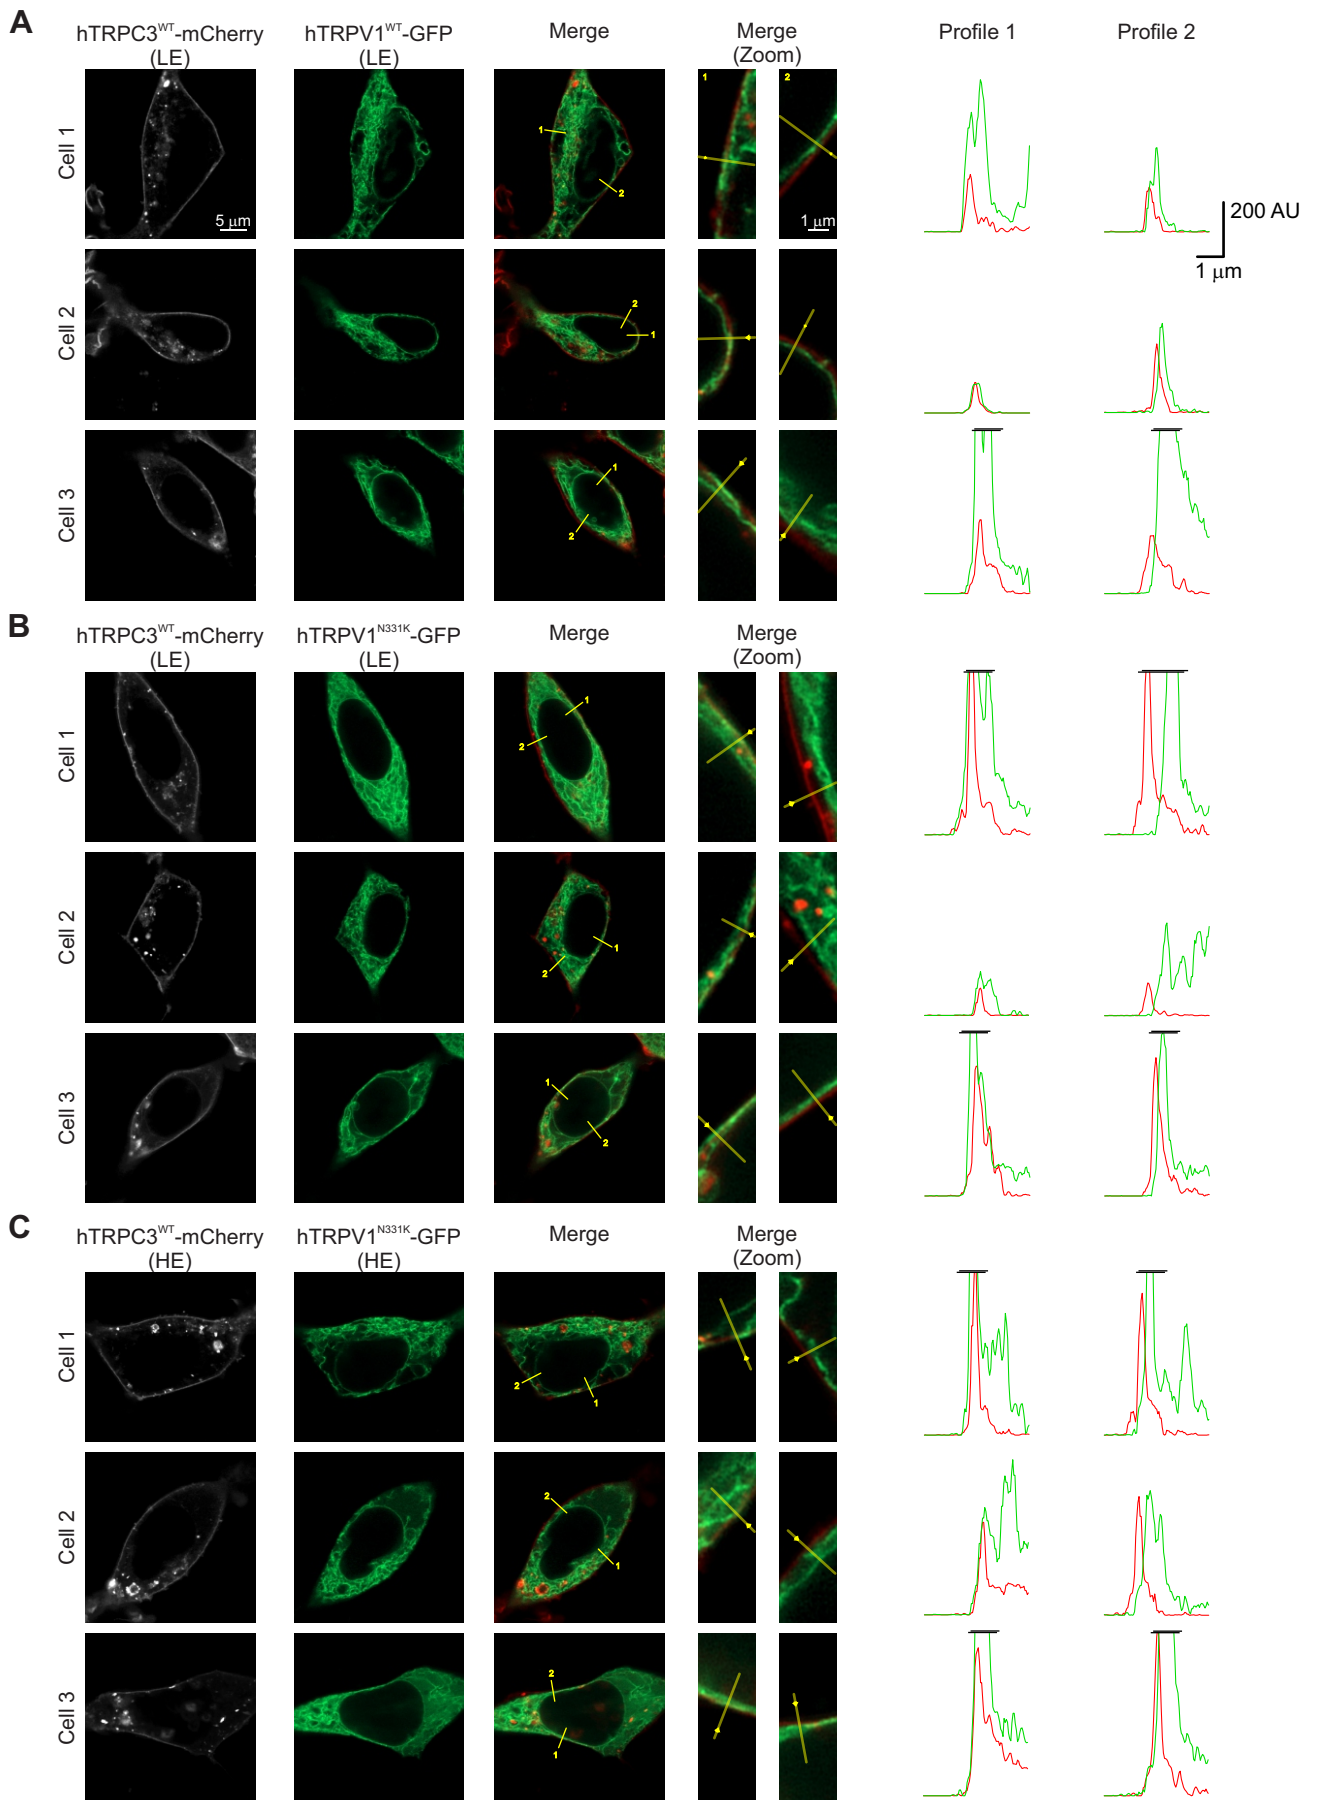 A
hTRPC3WT-mCherry (LE)
hTRPV1WT-GFP (LE)
Merge
Merge (Zoom)
Profile 1
Profile 2
Cell 1
5 μm
1
2
1
2
1 μm
200 AU
1 μm
Cell 2
2
1
Cell 3
1
2
B
hTRPC3WT-mCherry (LE)
hTRPV1N331K-GFP (LE)
Merge
Merge (Zoom)
Cell 1
1
2
Cell 2
1
2
Cell 3
1
2
C
hTRPC3WT-mCherry (HE)
hTRPV1N331K-GFP (HE)
Merge
Merge (Zoom)
Cell 1
2
1
Cell 2
2
1
Cell 3
2
1